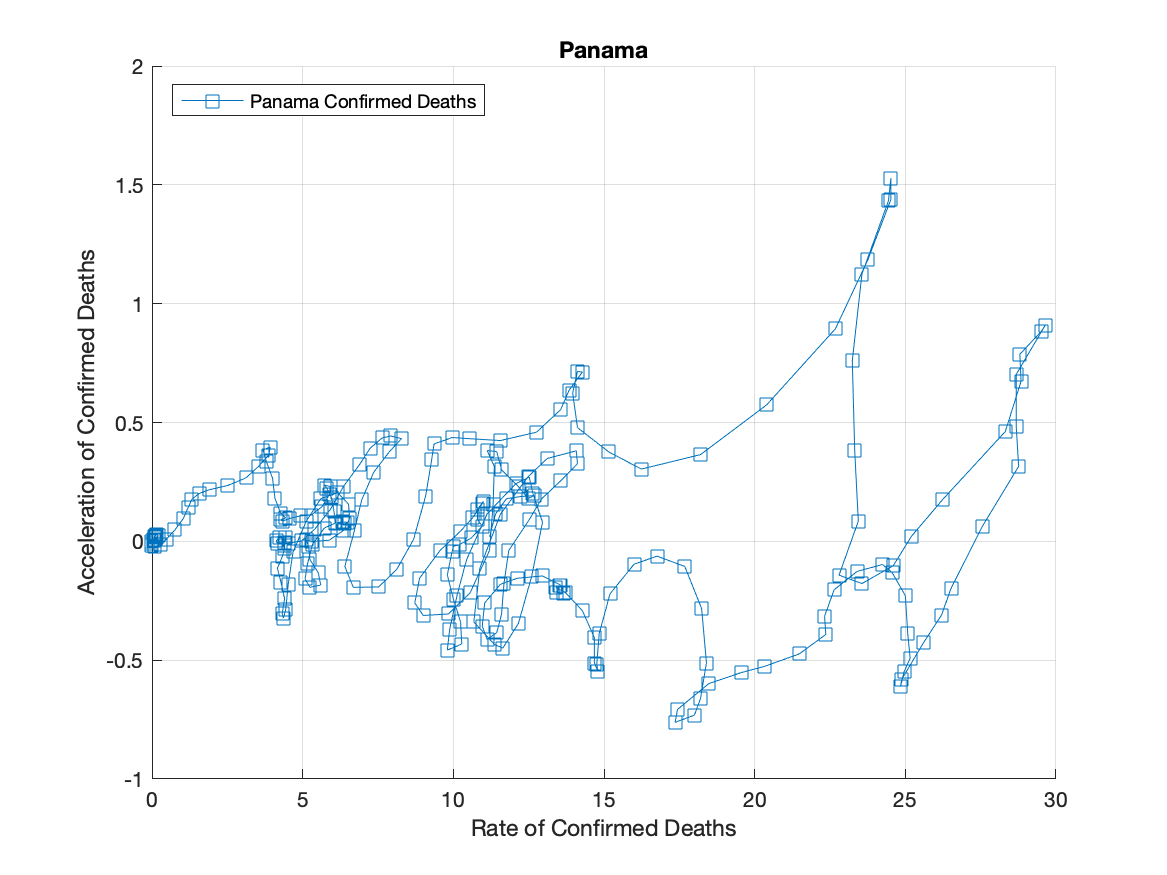 Panama
2
Panama Confirmed Deaths
1.5
1
0.5
0
-0.5
-1
Acceleration of Confirmed Deaths
0 5 10 15 20 25 30
Rate of Confirmed Deaths